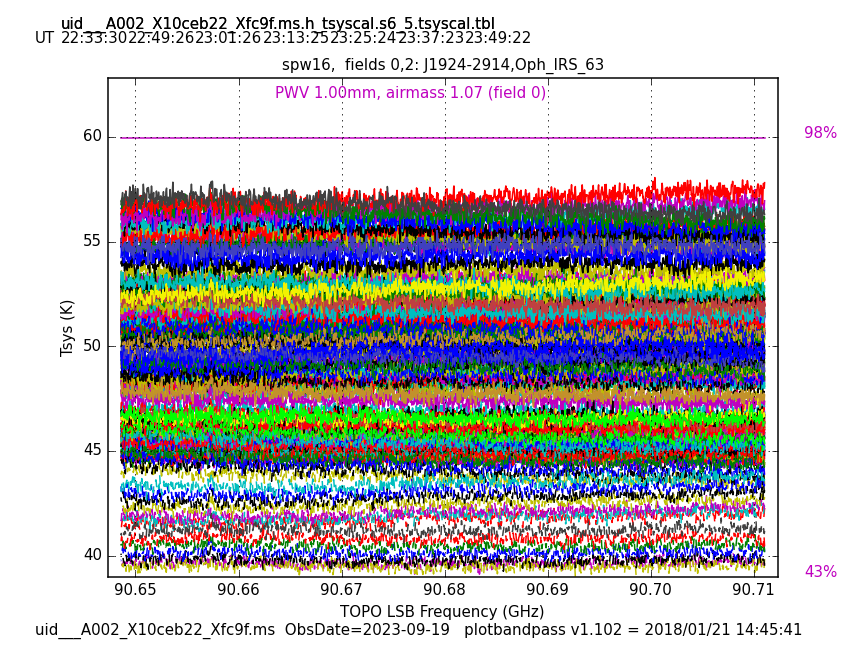 uid___A002_X10ceb22_Xfc9f.ms.h_tsyscal.s6_5.tsyscal.tbl
UT 22:33:30 22:49:26 23:01:26 23:13:25 23:25:24 23:37:23 23:49:22
spw16, fields 0,2: J1924-2914,Oph_IRS_63
PWV 1.00mm, airmass 1.07 (field 0)
98%
60
55
50
45
40
Tsys (K)
43%
90.65 90.66 90.67 90.68 90.69 90.70 90.71
TOPO LSB Frequency (GHz)
uid___A002_X10ceb22_Xfc9f.ms ObsDate=2023-09-19 plotbandpass v1.102 = 2018/01/21 14:45:41